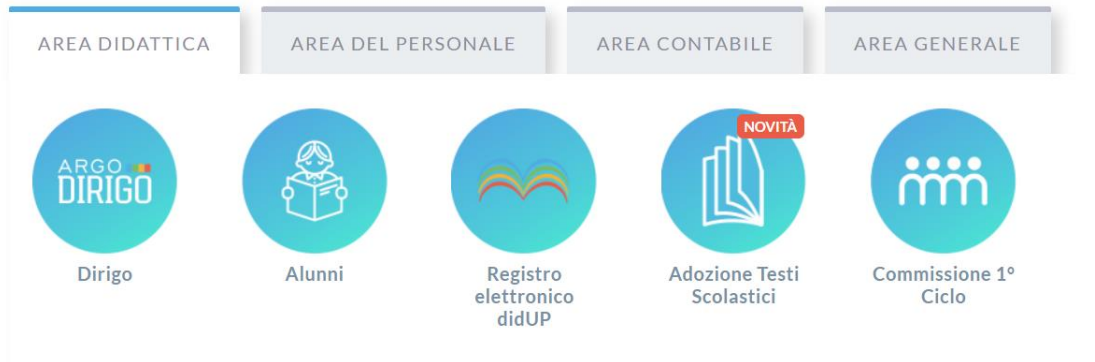 AREA DIDATTICA
AREA DEL PERSONALE
AREA CONTABILE
AREA GENERALE
ARGO
DIRIGO
NOVITÀ
Dirigo
Alunni
Registro
elettronico
didUP
Adozione Testi
Scolastici
Commissione 1°
Ciclo